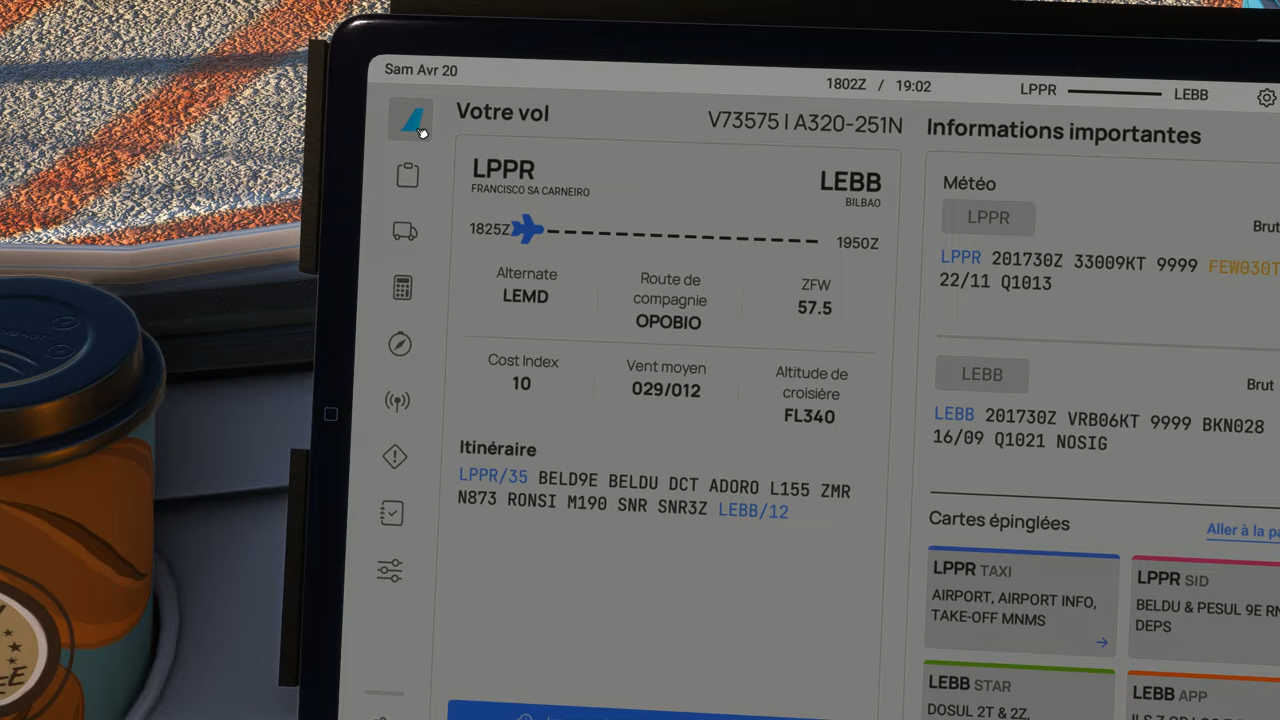 Sam Avr 20
1802Z / 19:02
LPPR LEBB
Votre vol
V73575 | A320-251N
LPPR
FRANCISCO SA CARNEIRO
LEBB
BILBAO
1825Z
1950Z
Alternate
LEMD
Route de
compagnie
OPOBIO
ZFW
57.5
Cost Index
10
Vent moyen
029/012
Altitude de
croisière
FL340
Itinéraire
LPPR/35 BELD9E BELDU DCT ADORO L155 ZMR
N873 RONSI M190 SNR SNR3Z LEBB/12
Informations importantes
Météo
LPPR
Brut
LPPR 201730Z 33009KT 9999 FEW030T
22/11 Q1013
LEBB
Brut
LEBB 201730Z VRB06KT 9999 BKN028
16/09 Q1021 NOSIG
Cartes épinglées
Aller à la pa
LPPR TAXI
AIRPORT, AIRPORT INFO,
TAKE-OFF MNMS
LPPR SID
BELDU & PESUL 9E RN
DEPS
LEBB STAR
DOSUL 2T & 2Z,
LEBB APP